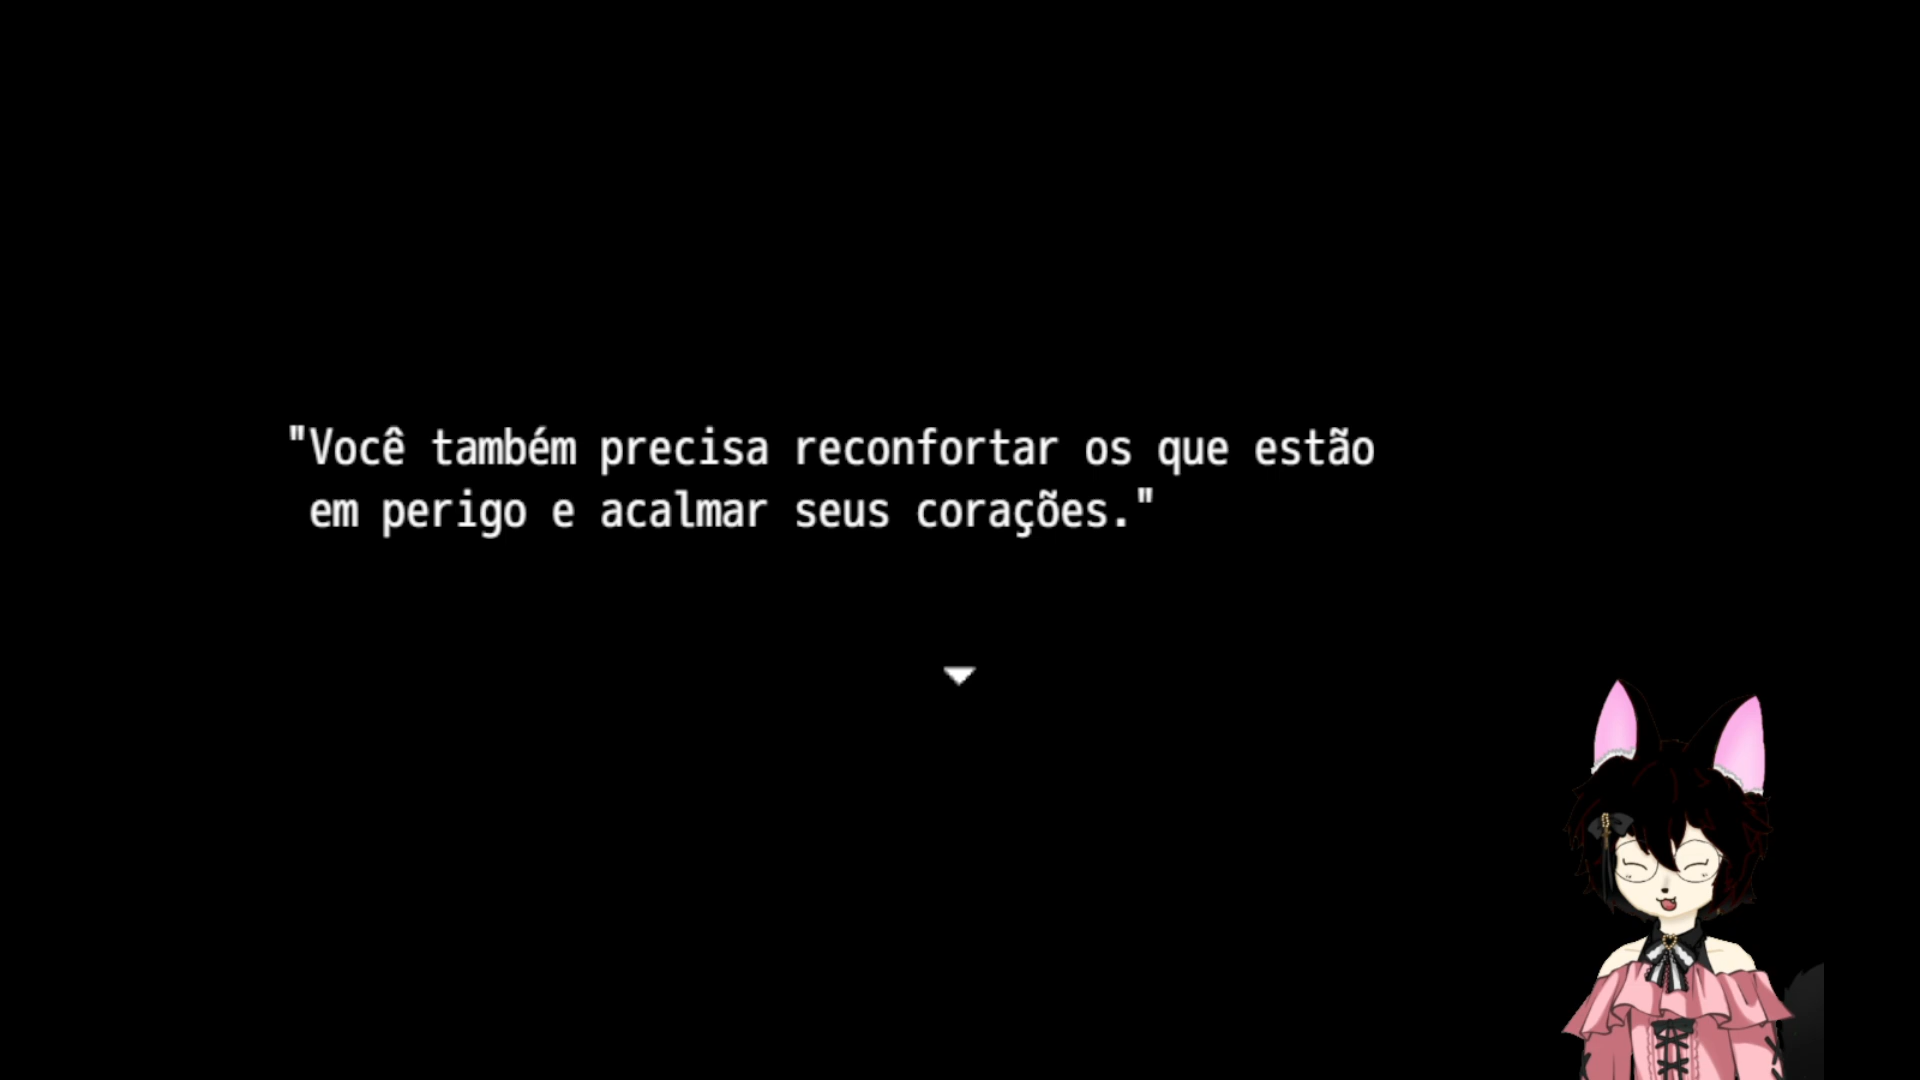 "Você também precisa reconfortar os que estão
em perigo e acalmar seus corações."